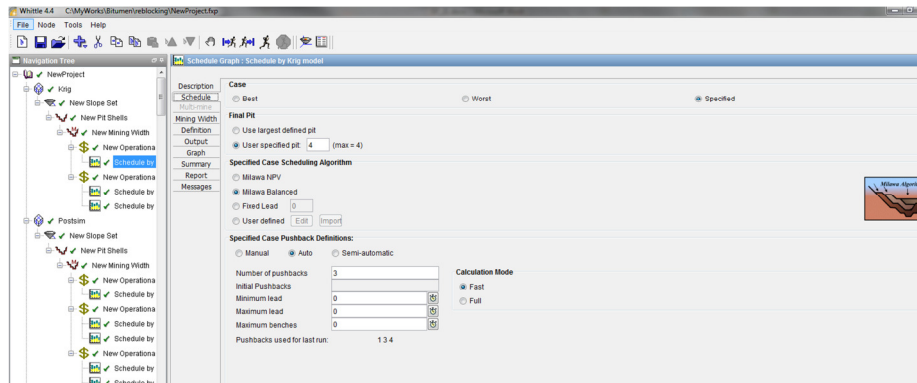 Whittle 4.4 C:\MyWorks\Bitumen\reblocking\NewProject.fxp
File Node Tools Help
Navigation Tree
Schedule Graph : Schedule by Krig model
NewProject
Krig
New Slope Set
New Pit Shells
New Mining Width
New Operationa
Schedule by
New Operationa
Schedule by
Schedule by
Postsim
New Slope Set
New Pit Shells
New Mining Width
New Operationa
Schedule by
New Operationa
Schedule by
Schedule by
New Operationa
Schedule by
Schedule by
Description
Schedule
Multi-mine
Mining Width
Definition
Output
Graph
Summary
Report
Messages
Case
Best Worst Specified
Final Pit
Use largest defined pit
User specified pit: 4 (max = 4)
Specified Case Scheduling Algorithm
Milawa NPV
Milawa Balanced
Fixed Lead 0
User defined Edit Import
Milawa Algorit
Specified Case Pushback Definitions:
Manual Auto Semi-automatic
Number of pushbacks 3
Initial Pushbacks
Minimum lead 0
Maximum lead 0
Maximum benches 0
Pushbacks used for last run: 1 3 4
Calculation Mode
Fast
Full